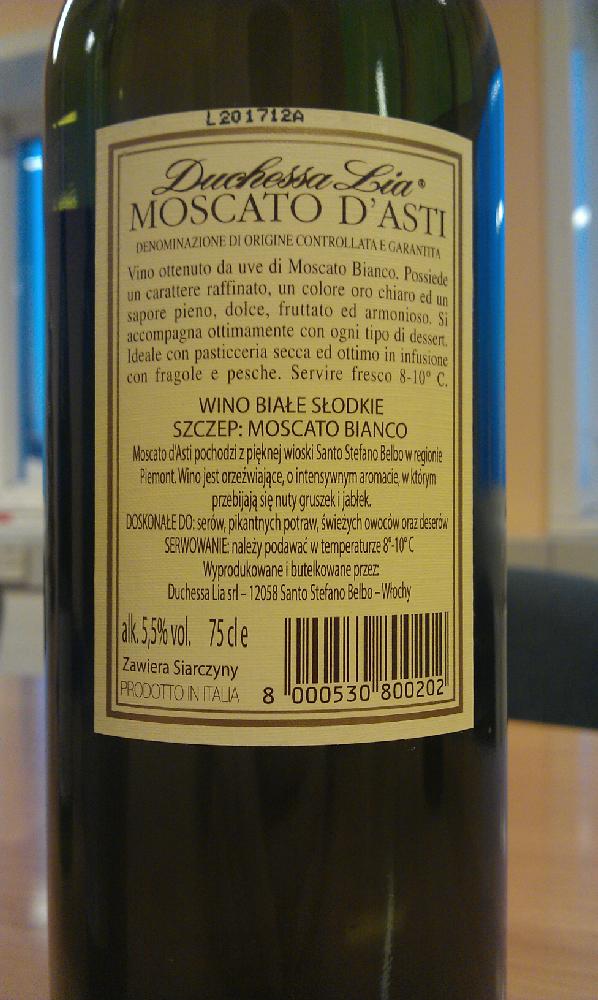 L201712A
Duchessa Lia®
MOSCATO D'ASTI
DENOMINAZIONE DI ORIGINE CONTROLLATA E GARANTITA
Vino ottenuto da uve di Moscato Bianco. Possiede
un carattere raffinato, un colore oro chiaro ed un
sapore pieno, dolce, fruttato ed armonioso. Si
accompagna ottimamente con ogni tipo di dessert.
Ideale con pasticceria secca ed ottimo in infusione
con fragole e pesche. Servire fresco 8-10° C.
WINO BIAŁE SŁODKIE
SZCZEP: MOSCATO BIANCO
Moscato d'Asti pochodzi z pięknej wioski Santo Stefano Belbo w regionie
Piemont. Wino jest orzeźwiające, o intensywnym aromacie, w którym
przebijają się nuty gruszek i jabłek.
DOSKONAŁE DO: serów, pikantnych potraw, świeżych owoców oraz deserów
SERWOWANIE: należy podawać w temperaturze 8°-10° C
Wyprodukowane i butelkowane przez:
Duchessa Lia srl – 12058 Santo Stefano Belbo – Włochy
alk. 5,5% vol. 75 cl e
Zawiera Siarczyny
PRODOTTO IN ITALIA
8 000530 800202